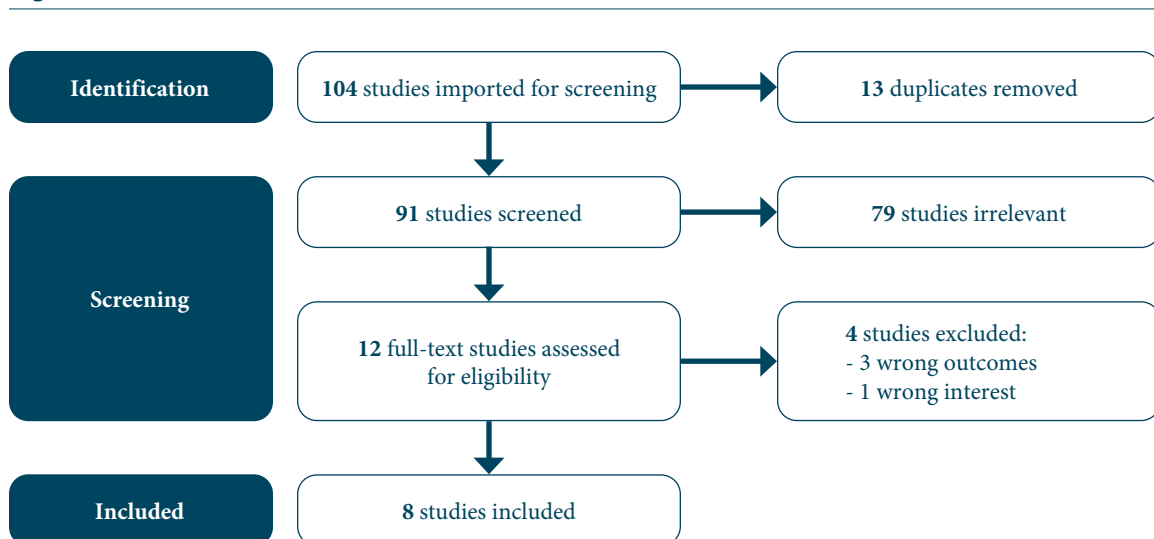 Identification
104 studies imported for screening
13 duplicates removed
Screening
91 studies screened
79 studies irrelevant
12 full-text studies assessed
for eligibility
4 studies excluded:
- 3 wrong outcomes
- 1 wrong interest
Included
8 studies included